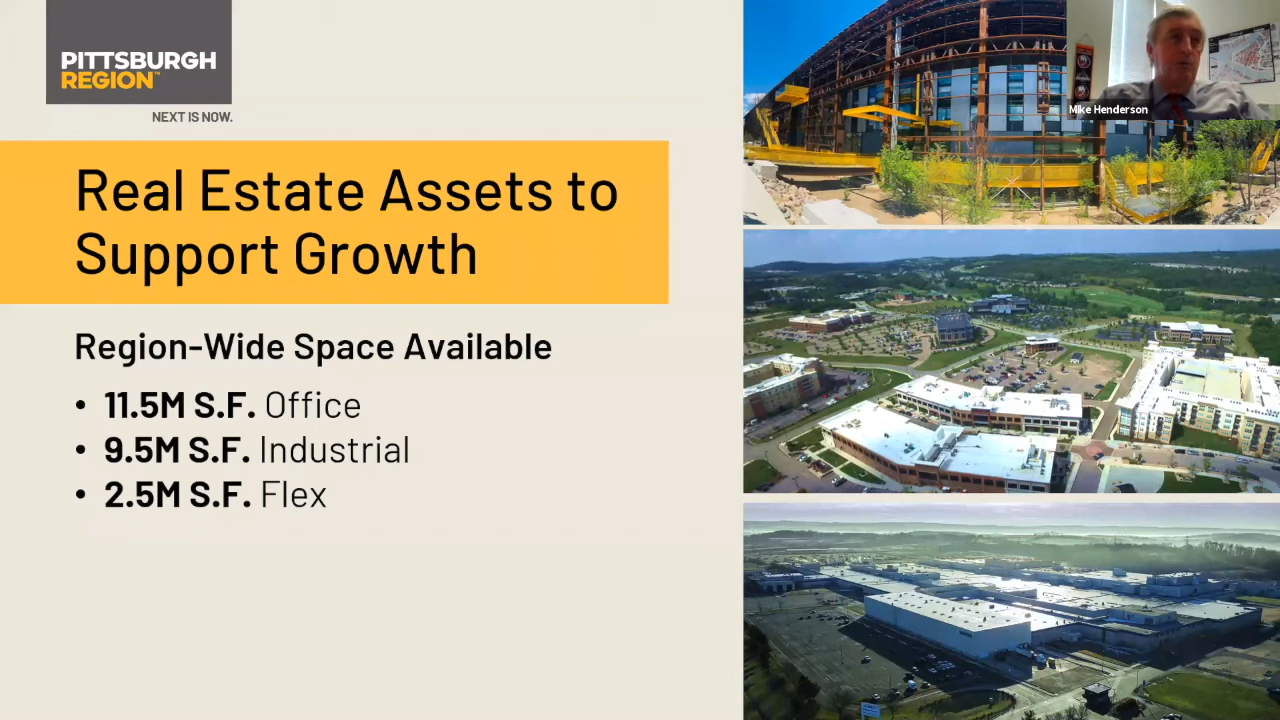 PITTSBURGH
REGION™
NEXT IS NOW.
Real Estate Assets to
Support Growth
Region-Wide Space Available
• 11.5M S.F. Office
• 9.5M S.F. Industrial
• 2.5M S.F. Flex
Mike Henderson